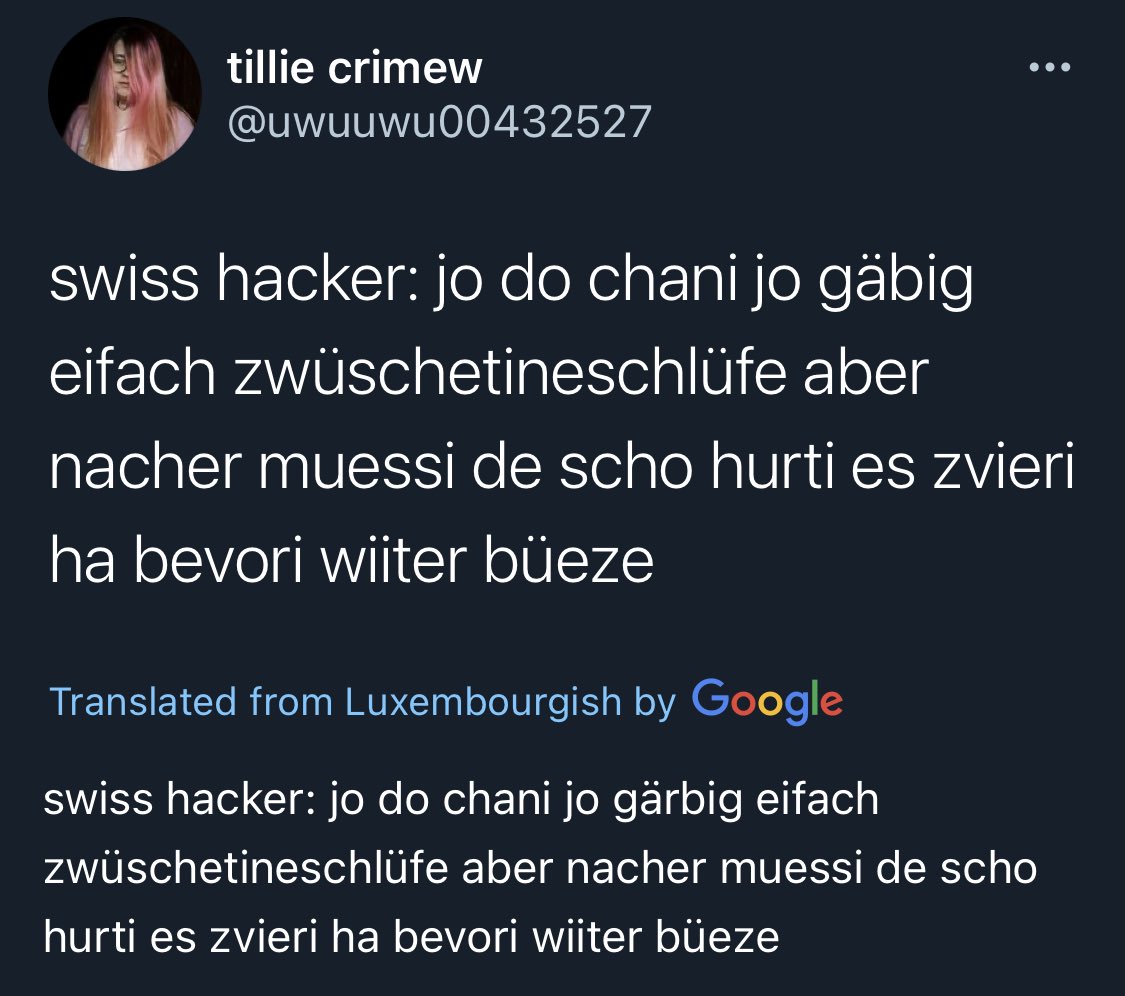 tillie crimew
@uwuuwu00432527
swiss hacker: jo do chani jo gäbig
eifach zwüschetineschlüfe aber
nacher muessi de scho hurti es zvieri
ha bevori wiiter büeze
Translated from Luxembourgish by Google
swiss hacker: jo do chani jo gärbig eifach
zwüschetineschlüfe aber nacher muessi de scho
hurti es zvieri ha bevori wiiter büeze